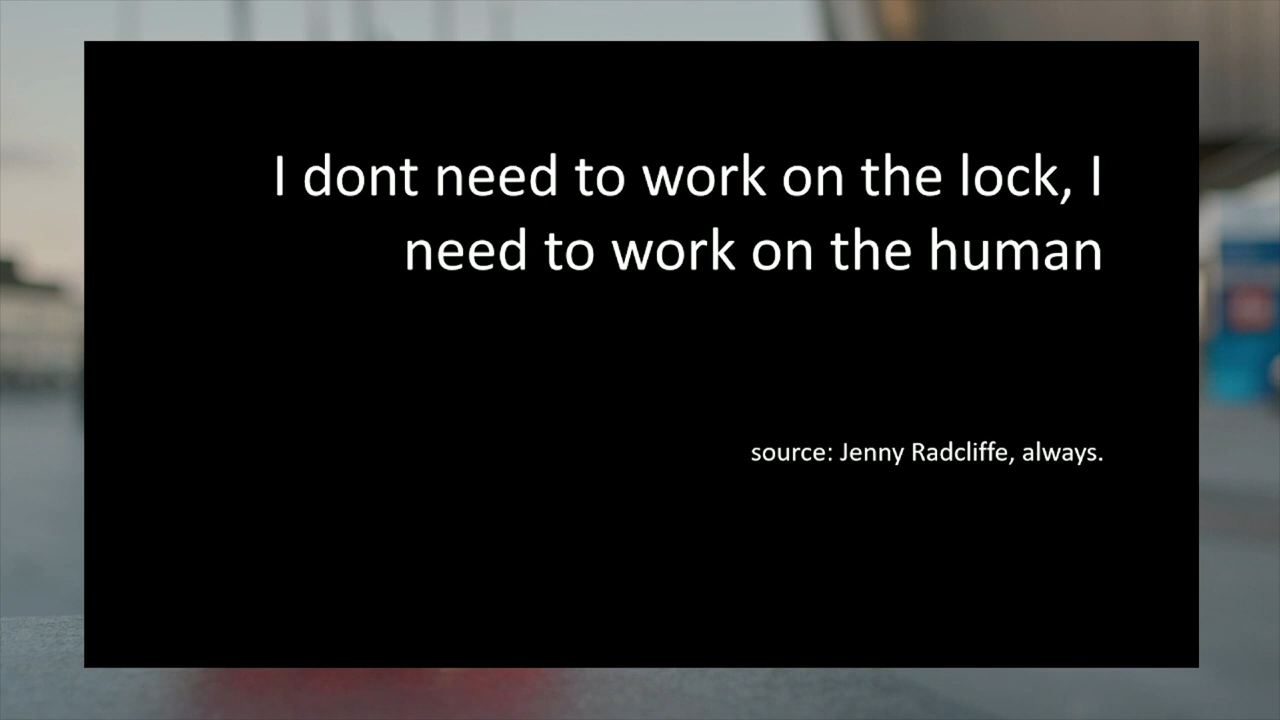 I dont need to work on the lock, I
need to work on the human
source: Jenny Radcliffe, always.